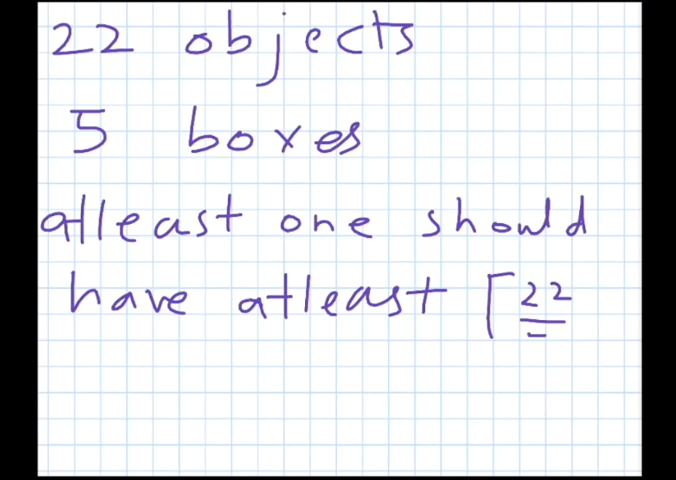 22 objects
5 boxes
atleast one should
have atleast ⌈22